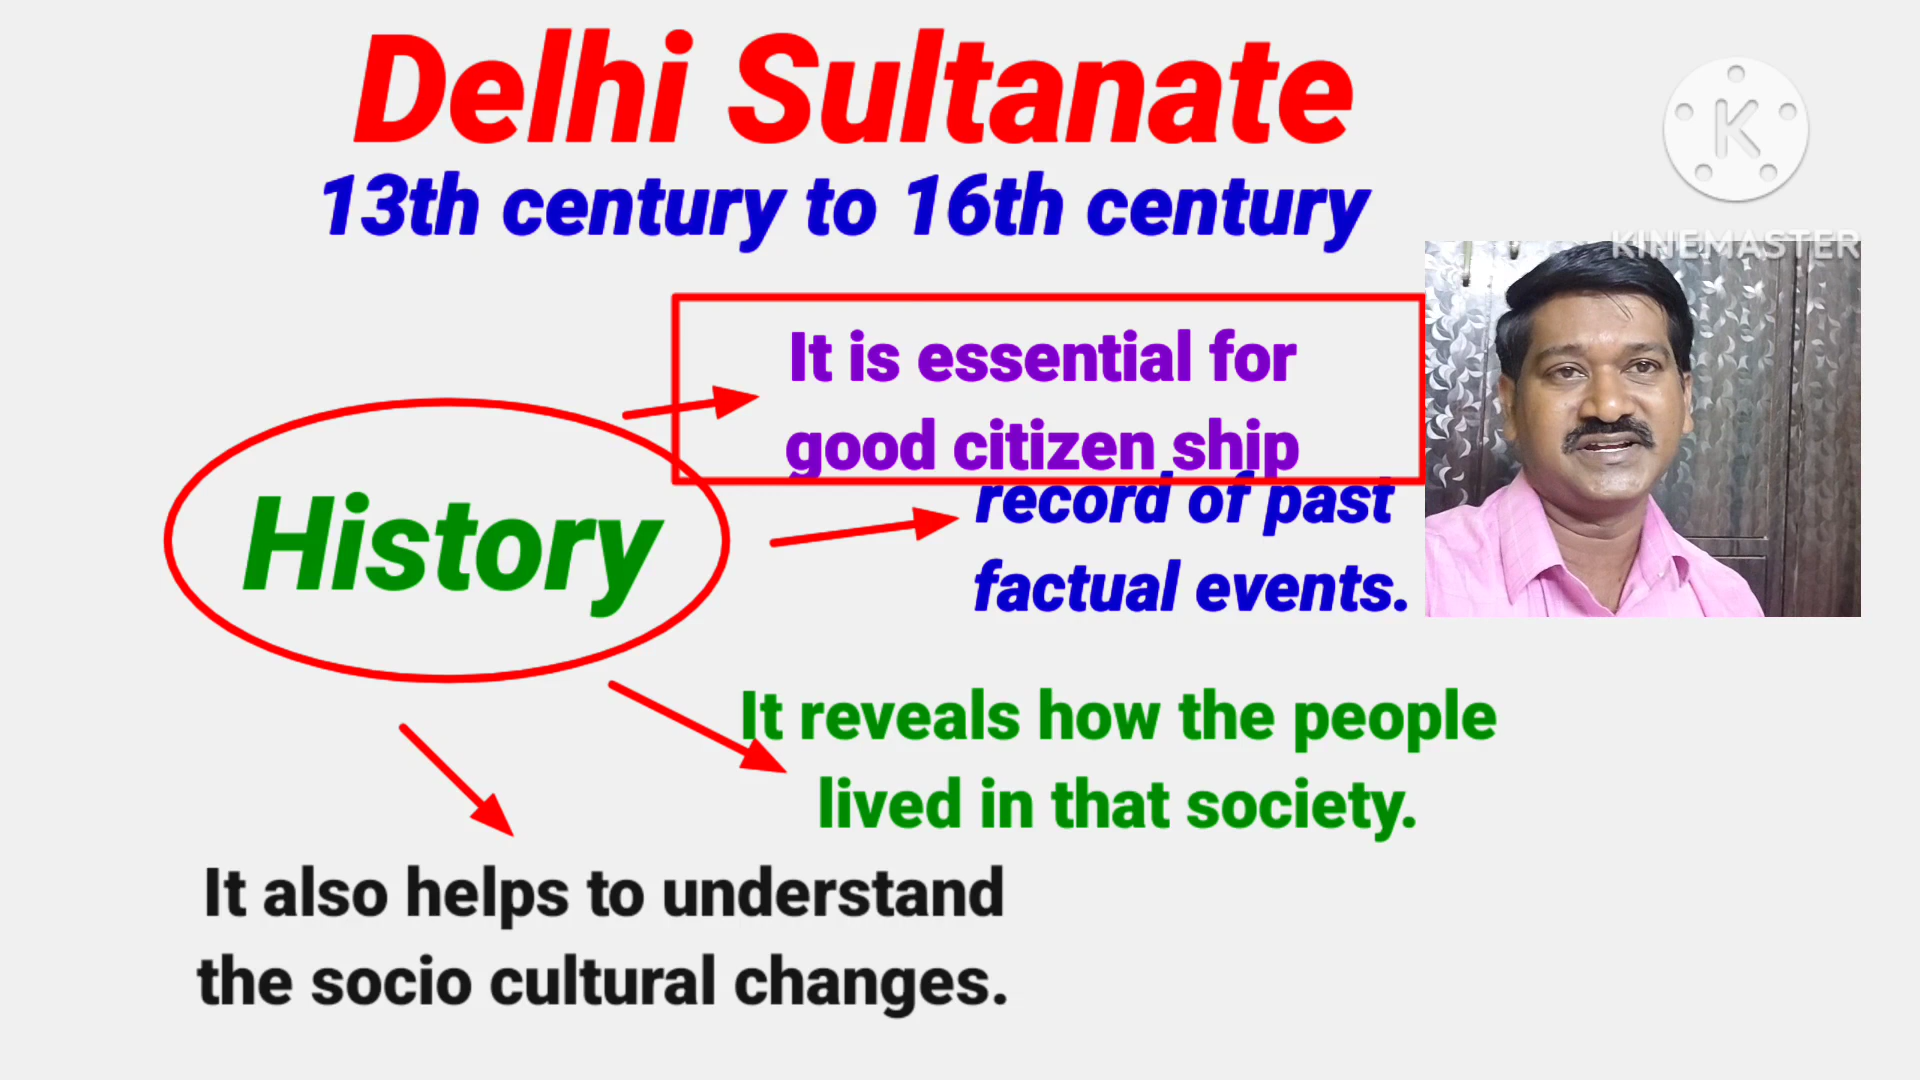 Delhi Sultanate
13th century to 16th century
K
KINEMASTER
It is essential for
good citizen ship
History
record of past
factual events.
It reveals how the people
lived in that society.
It also helps to understand
the socio cultural changes.